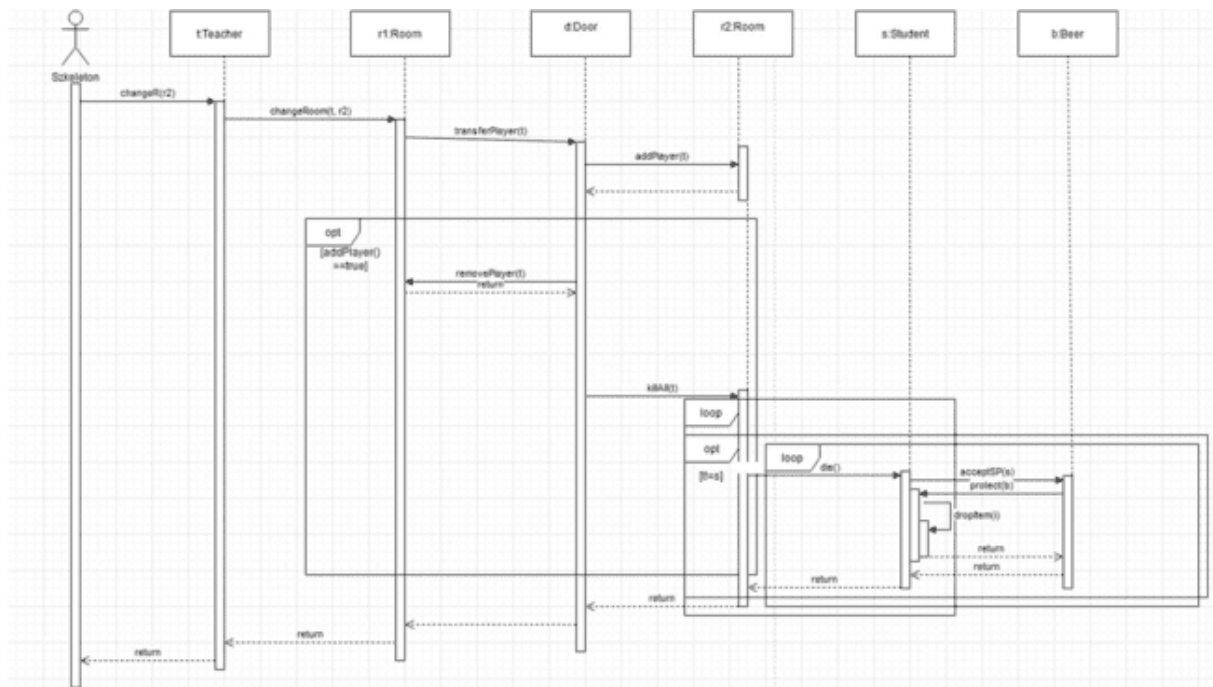 t:Teacher
r1:Room
d:Door
r2:Room
s:Student
b:Beer
Szkeleton
changeR(r2)
changeRoom(t, r2)
transferPlayer(t)
addPlayer(t)
opt
[addPlayer()
==true]
removePlayer(t)
return
killAll(t)
loop
opt
loop
[t!=s]
die()
acceptSP(s)
protect(b)
dropItem(i)
return
return
return
return
return
return